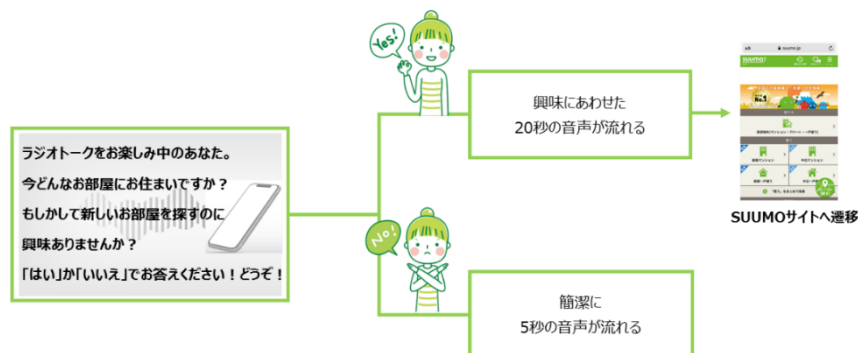 ラジオトークをお楽しみ中のあなた。
今どんなお部屋にお住まいですか？
もしかして新しいお部屋を探すのに
興味ありませんか？
「はい」か「いいえ」でお答えください！どうぞ！
Yes!
興味にあわせた
20秒の音声が流れる
suumo.jp
SUUMO
No.1
SUUMOサイトへ遷移
No!
簡潔に
5秒の音声が流れる